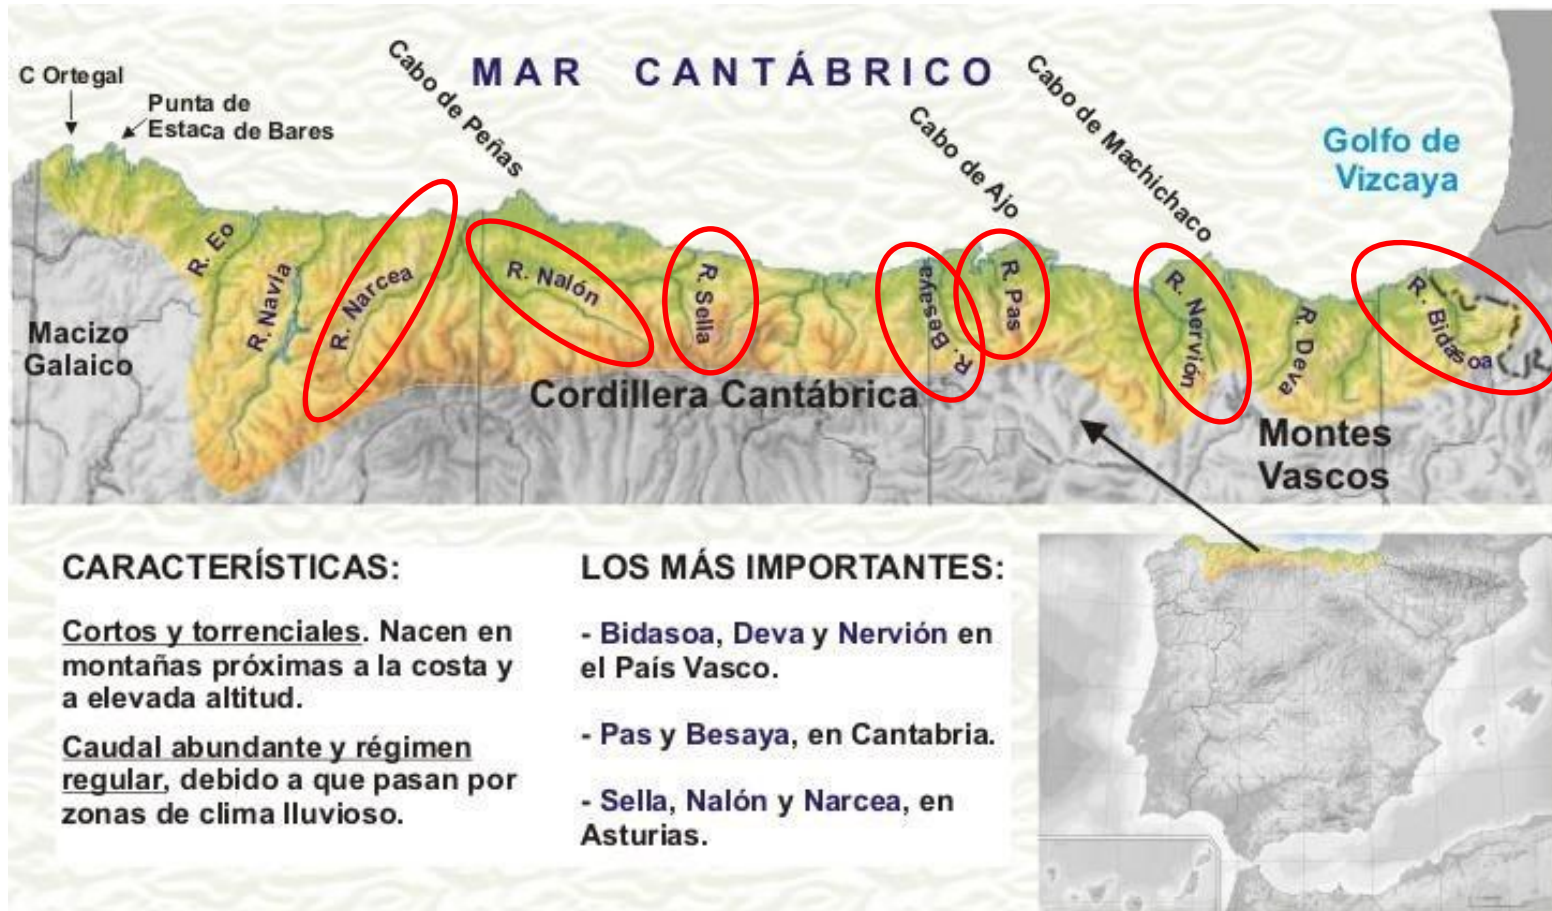 MAR CANTÁBRICO
C Ortegal
Punta de
Estaca de Bares
Cabo de Peñas
Cabo de Ajo
Cabo de Machichaco
Golfo de
Vizcaya
R. Eo
R. Navia
R. Narcea
R. Nalón
R. Sella
R. Besaya
R. Pas
R. Nervión
R. Deva
R. Bidasoa
Macizo
Galaico
Cordillera Cantábrica
Montes
Vascos
CARACTERÍSTICAS:
Cortos y torrenciales. Nacen en
montañas próximas a la costa y
a elevada altitud.
Caudal abundante y régimen
regular, debido a que pasan por
zonas de clima lluvioso.
LOS MÁS IMPORTANTES:
- Bidasoa, Deva y Nervión en
el País Vasco.
- Pas y Besaya, en Cantabria.
- Sella, Nalón y Narcea, en
Asturias.